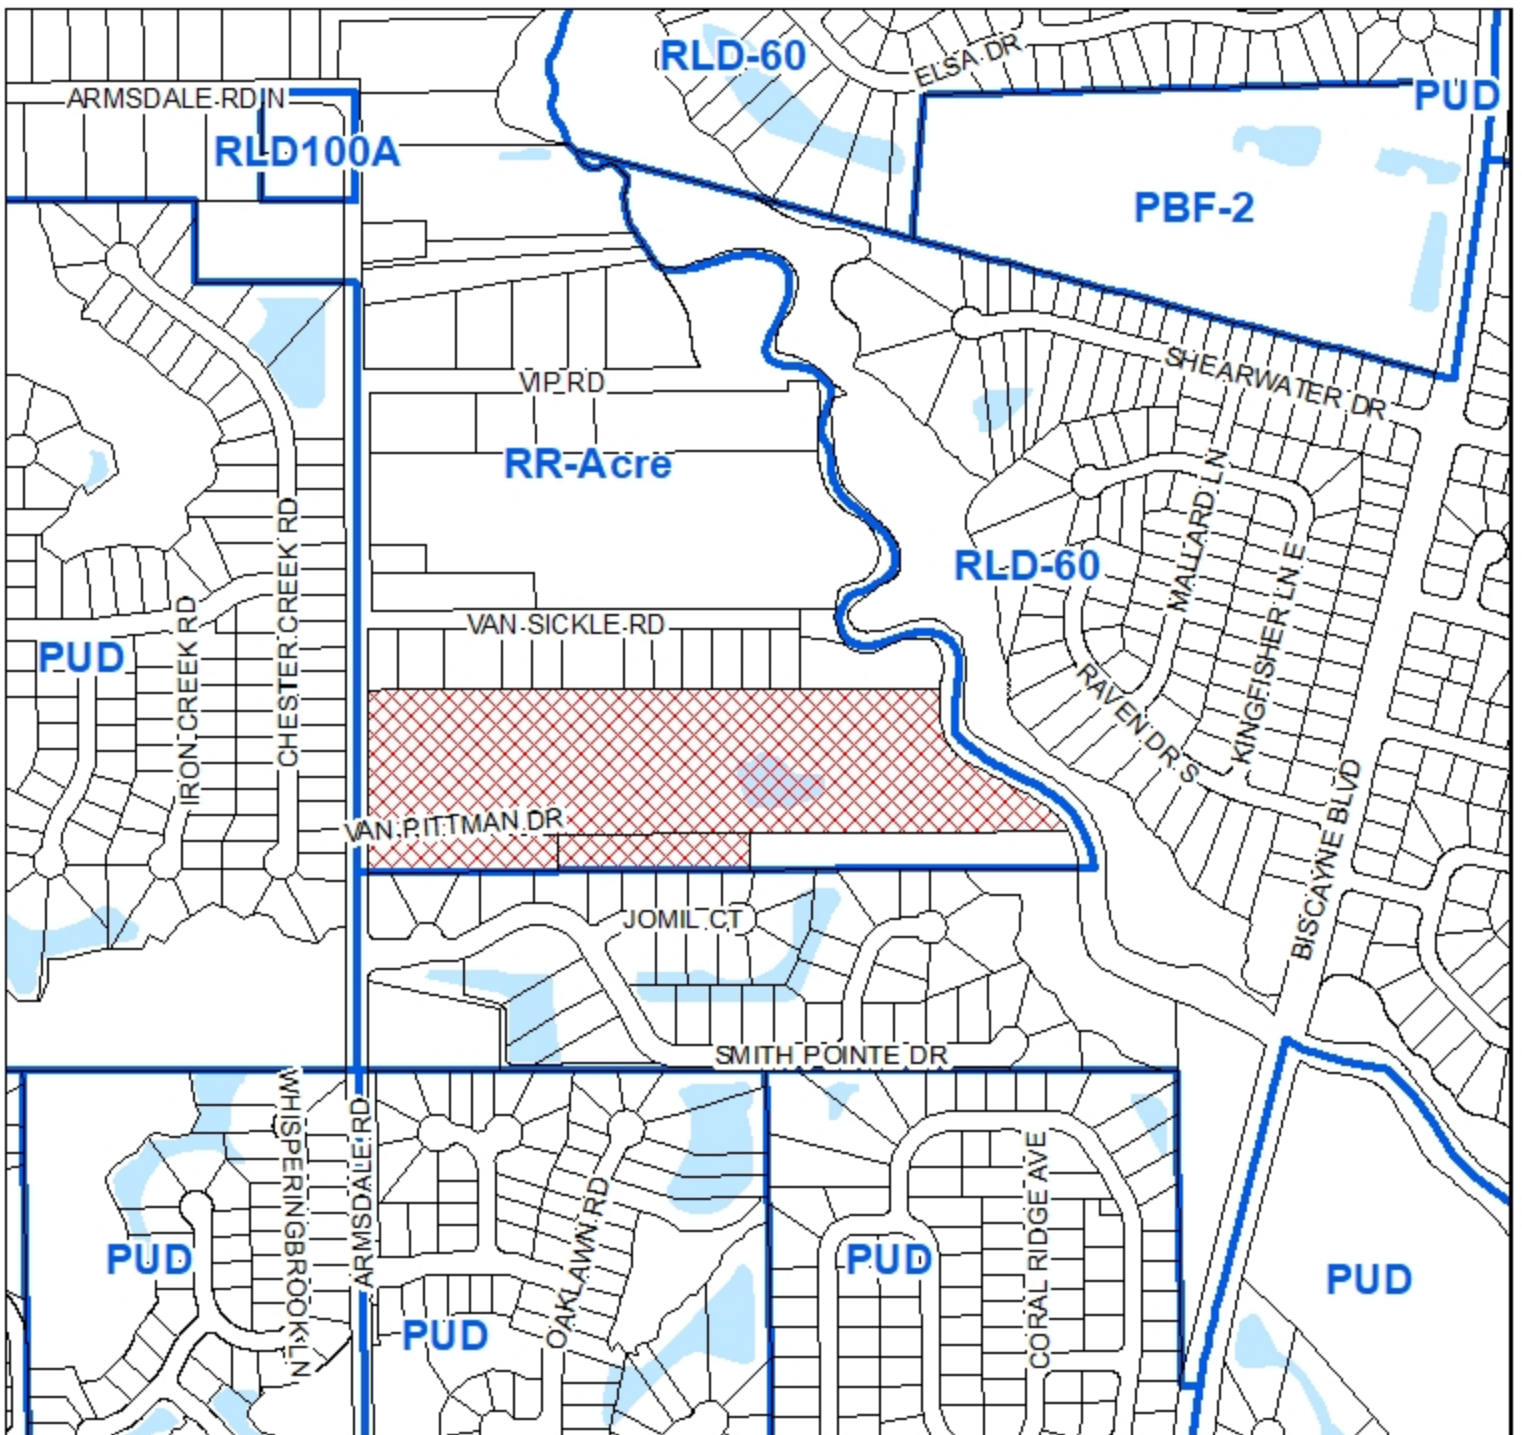 RLD-60
ELSA DR
ARMSDALE RD N
PUD
RLD100A
PBF-2
SHEARWATER DR
VIP RD
RR-Acre
MALLARD LN
CHESTER CREEK RD
RLD-60
KINGFISHER LN E
VAN SICKLE RD
IRON CREEK RD
PUD
RAVEN DR S
VAN PITTMAN DR
BISCAYNE BLVD
JOMIL CT
SMITH POINTE DR
WHISPERINGBROOK LN
ARMSDALE RD
OAKLAWN RD
CORAL RIDGE AVE
PUD
PUD
PUD
PUD